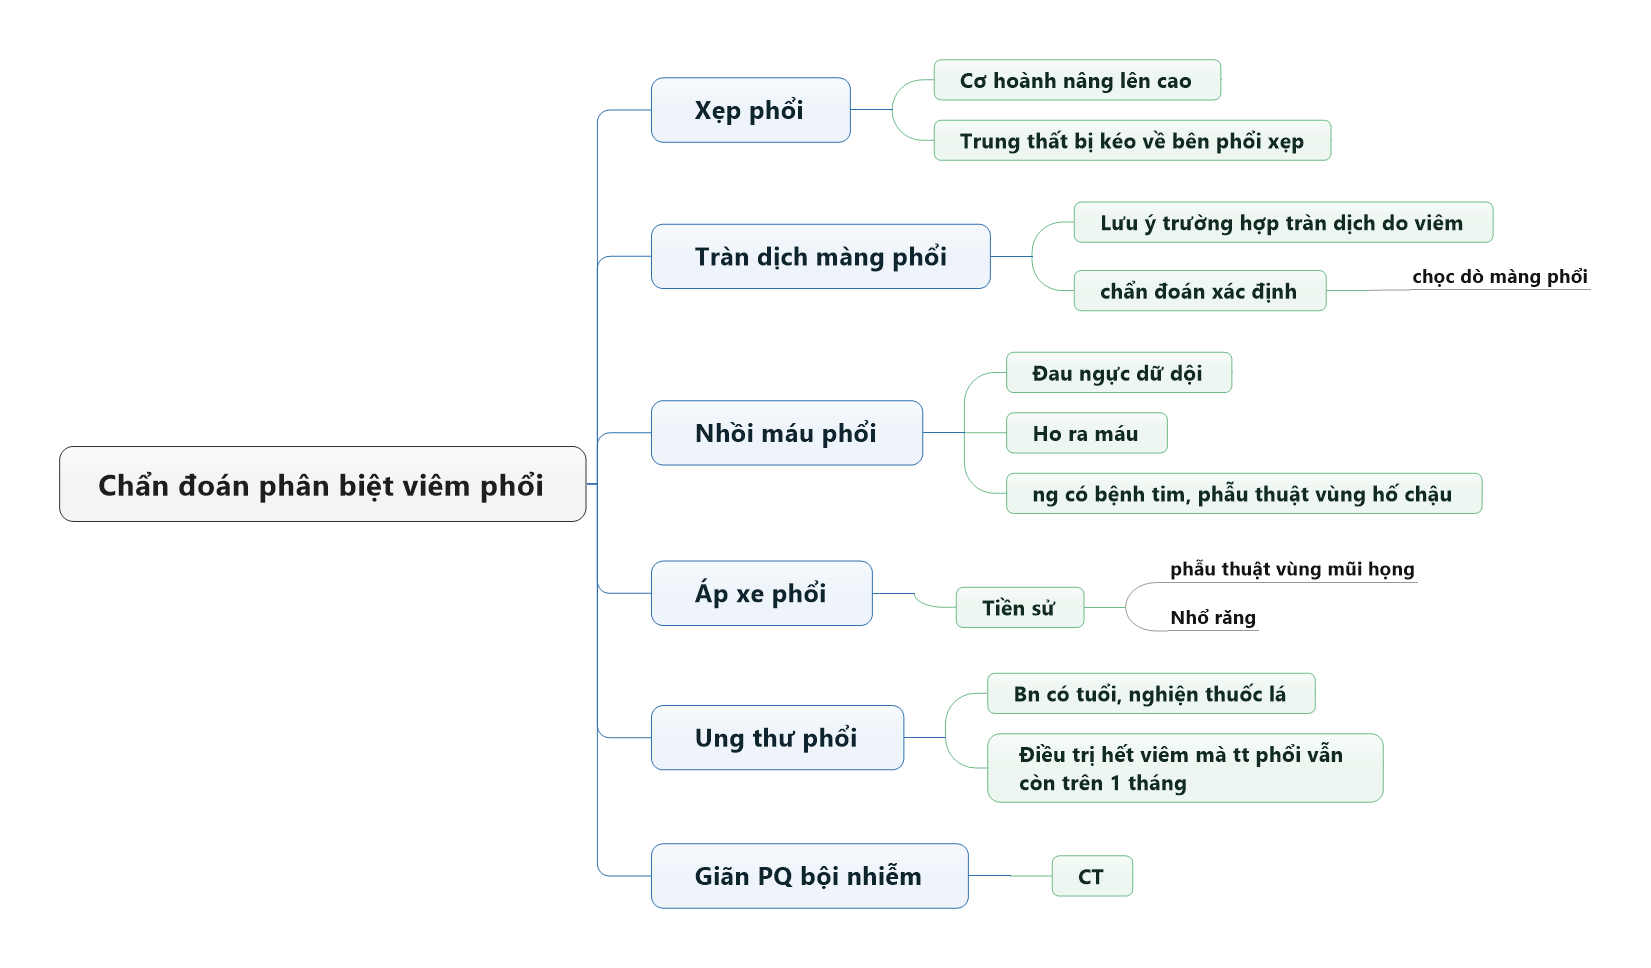 Chẩn đoán phân biệt viêm phổi
Xẹp phổi
Cơ hoành nâng lên cao
Trung thất bị kéo về bên phổi xẹp
Tràn dịch màng phổi
Lưu ý trường hợp tràn dịch do viêm
chẩn đoán xác định
chọc dò màng phổi
Nhồi máu phổi
Đau ngực dữ dội
Ho ra máu
ng có bệnh tim, phẫu thuật vùng hố chậu
Áp xe phổi
Tiền sử
phẫu thuật vùng mũi họng
Nhổ răng
Ung thư phổi
Bn có tuổi, nghiện thuốc lá
Điều trị hết viêm mà tt phổi vẫn
còn trên 1 tháng
Giãn PQ bội nhiễm
CT